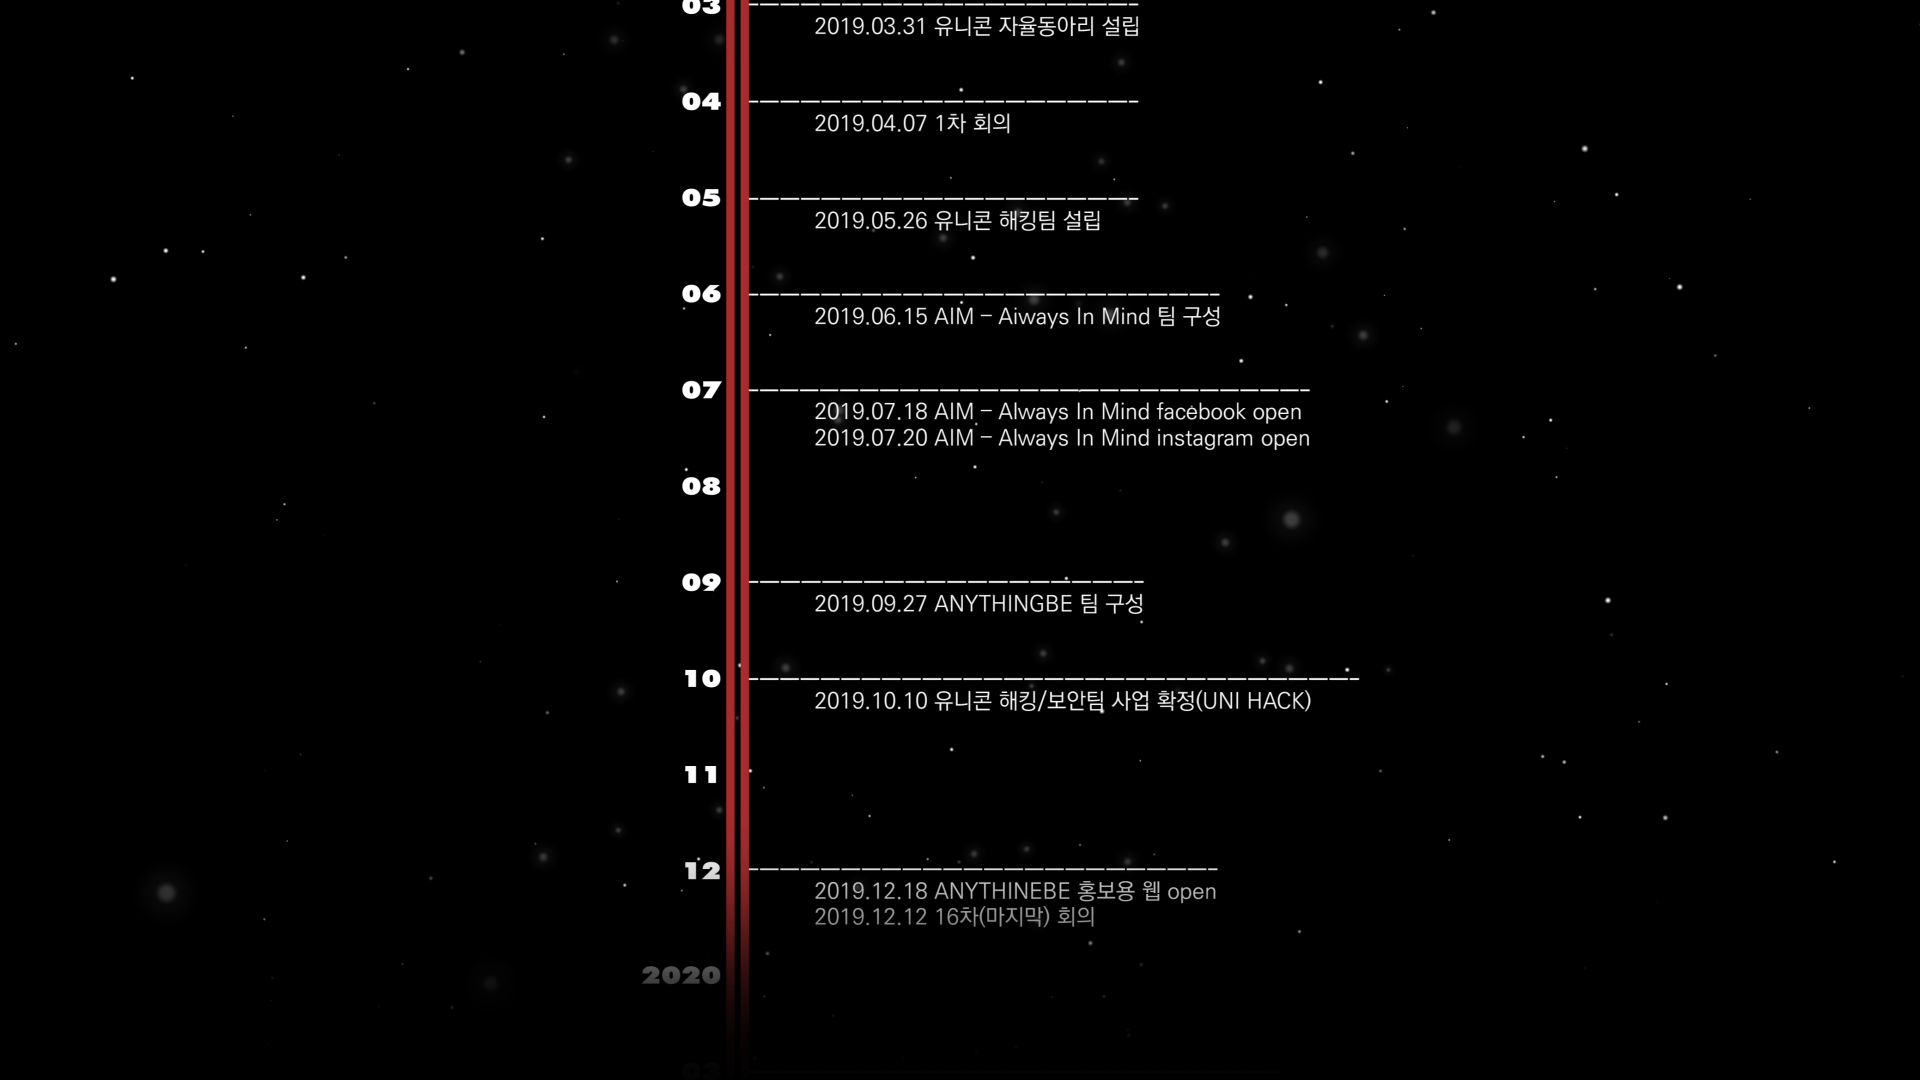 03
2019.03.31 유니콘 자율동아리 설립
04
2019.04.07 1차 회의
05
2019.05.26 유니콘 해킹팀 설립
06
2019.06.15 AIM - Aiways In Mind 팀 구성
07
2019.07.18 AIM - Always In Mind facebook open
2019.07.20 AIM - Always In Mind instagram open
08
09
2019.09.27 ANYTHINGBE 팀 구성
10
2019.10.10 유니콘 해킹/보안팀 사업 확정(UNI HACK)
11
12
2019.12.18 ANYTHINEBE 홍보용 웹 open
2019.12.12 16차(마지막) 회의
2020
03